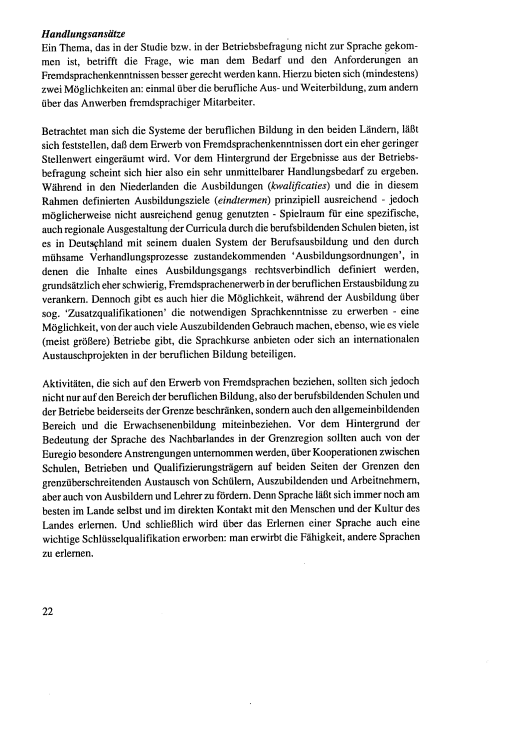 Handlungsansätze
Ein Thema, das in der Studie bzw. in der Betriebsbefragung nicht zur Sprache gekom-
men ist, betrifft die Frage, wie man dem Bedarf und den Anforderungen an
Fremdsprachenkenntnissen besser gerecht werden kann. Hierzu bieten sich (mindestens)
zwei Möglichkeiten an: einmal über die berufliche Aus- und Weiterbildung, zum andern
über das Anwerben fremdsprachiger Mitarbeiter.

Betrachtet man sich die Systeme der beruflichen Bildung in den beiden Ländern, läßt
sich feststellen, daß dem Erwerb von Fremdsprachenkenntnissen dort ein eher geringer
Stellenwert eingeräumt wird. Vor dem Hintergrund der Ergebnisse aus der Betriebs-
befragung scheint sich hier also ein sehr unmittelbarer Handlungsbedarf zu ergeben.
Während in den Niederlanden die Ausbildungen (kwalificaties) und die in diesem
Rahmen definierten Ausbildungsziele (eindtermen) prinzipiell ausreichend - jedoch
möglicherweise nicht ausreichend genug genutzten - Spielraum für eine spezifische,
auch regionale Ausgestaltung der Curricula durch die berufsbildenden Schulen bieten, ist
es in Deutschland mit seinem dualen System der Berufsausbildung und den durch
mühsame Verhandlungsprozesse zustandekommenden 'Ausbildungsordnungen', in
denen die Inhalte eines Ausbildungsgangs rechtsverbindlich definiert werden,
grundsätzlich eher schwierig, Fremdsprachenerwerb in der beruflichen Erstausbildung zu
verankern. Dennoch gibt es auch hier die Möglichkeit, während der Ausbildung über
sog. 'Zusatzqualifikationen' die notwendigen Sprachkenntnisse zu erwerben - eine
Möglichkeit, von der auch viele Auszubildenden Gebrauch machen, ebenso, wie es viele
(meist größere) Betriebe gibt, die Sprachkurse anbieten oder sich an internationalen
Austauschprojekten in der beruflichen Bildung beteiligen.

Aktivitäten, die sich auf den Erwerb von Fremdsprachen beziehen, sollten sich jedoch
nicht nur auf den Bereich der beruflichen Bildung, also der berufsbildenden Schulen und
der Betriebe beiderseits der Grenze beschränken, sondern auch den allgemeinbildenden
Bereich und die Erwachsenenbildung miteinbeziehen. Vor dem Hintergrund der
Bedeutung der Sprache des Nachbarlandes in der Grenzregion sollten auch von der
Euregio besondere Anstrengungen unternommen werden, über Kooperationen zwischen
Schulen, Betrieben und Qualifizierungsträgern auf beiden Seiten der Grenzen den
grenzüberschreitenden Austausch von Schülern, Auszubildenden und Arbeitnehmern,
aber auch von Ausbildern und Lehrer zu fördern. Denn Sprache läßt sich immer noch am
besten im Lande selbst und im direkten Kontakt mit den Menschen und der Kultur des
Landes erlernen. Und schließlich wird über das Erlernen einer Sprache auch eine
wichtige Schlüsselqualifikation erworben: man erwirbt die Fähigkeit, andere Sprachen
zu erlernen.

22